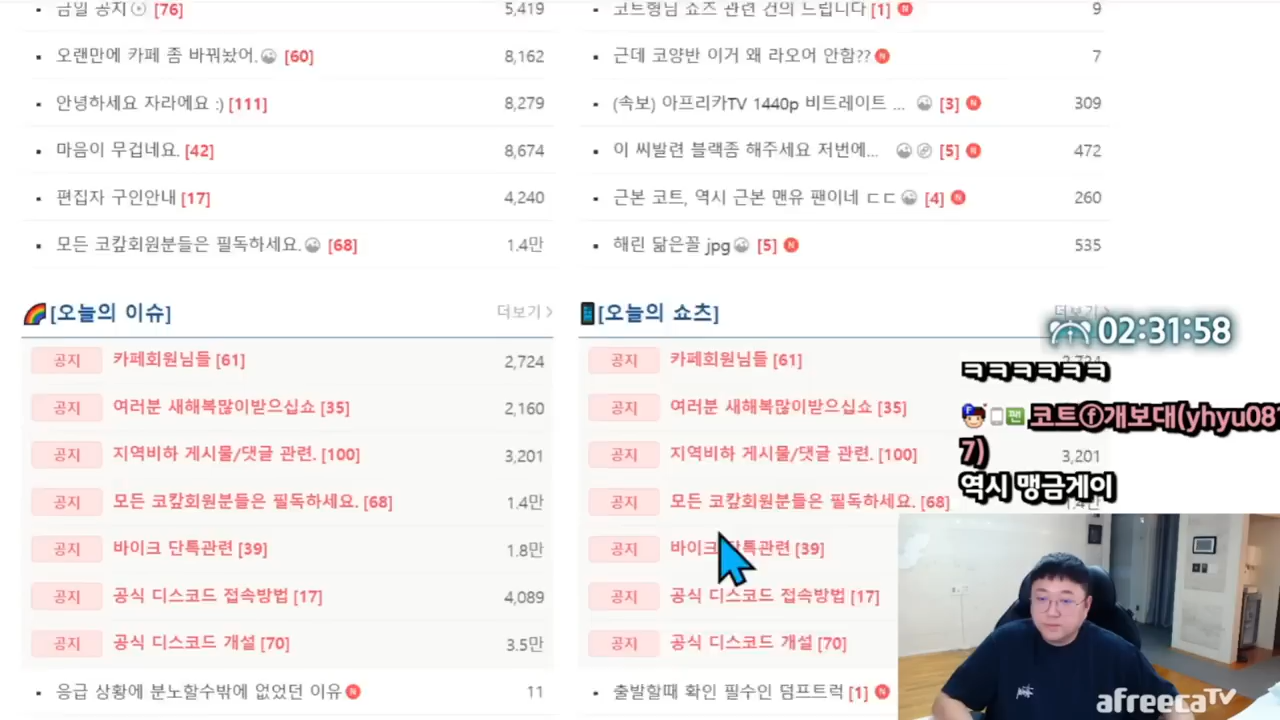 금일 공지 [76] 5,419
오랜만에 카페 좀 바꿔놨어. [60] 8,162
안녕하세요 자라에요 :) [111] 8,279
마음이 무겁네요. [42] 8,674
편집자 구인안내 [17] 4,240
모든 코캎회원분들은 필독하세요. [68] 1.4만
코트형님 쇼츠 관련 건의 드립니다 [1] N 9
근데 코양반 이거 왜 라오어 안함?? N 7
(속보) 아프리카TV 1440p 비트레이트 ... [3] N 309
이 씨발련 블랙좀 해주세요 저번에... [5] N 472
근본 코트, 역시 근본 맨유 팬이네 ㄷㄷ [4] N 260
해린 닮은꼴 jpg [5] N 535
[오늘의 이슈] 더보기 >
공지 카페회원님들 [61] 2,724
공지 여러분 새해복많이받으십쇼 [35] 2,160
공지 지역비하 게시물/댓글 관련. [100] 3,201
공지 모든 코캎회원분들은 필독하세요. [68] 1.4만
공지 바이크 단톡관련 [39] 1.8만
공지 공식 디스코드 접속방법 [17] 4,089
공지 공식 디스코드 개설 [70] 3.5만
응급 상황에 분노할수밖에 없었던 이유 N 11
[오늘의 쇼츠] 더보기 >
공지 카페회원님들 [61] 2,724
공지 여러분 새해복많이받으십쇼 [35]
공지 지역비하 게시물/댓글 관련. [100] 3,201
공지 모든 코캎회원분들은 필독하세요. [68] 1.4만
공지 바이크 단톡관련 [39]
공지 공식 디스코드 접속방법 [17]
공지 공식 디스코드 개설 [70]
출발할때 확인 필수인 덤프트럭 [1] N
02:31:58
ㅋㅋㅋㅋㅋㅋ
F 팬 코트ⓕ개보대(yhyu081
7)
역시 맹금게이
afreecaTV